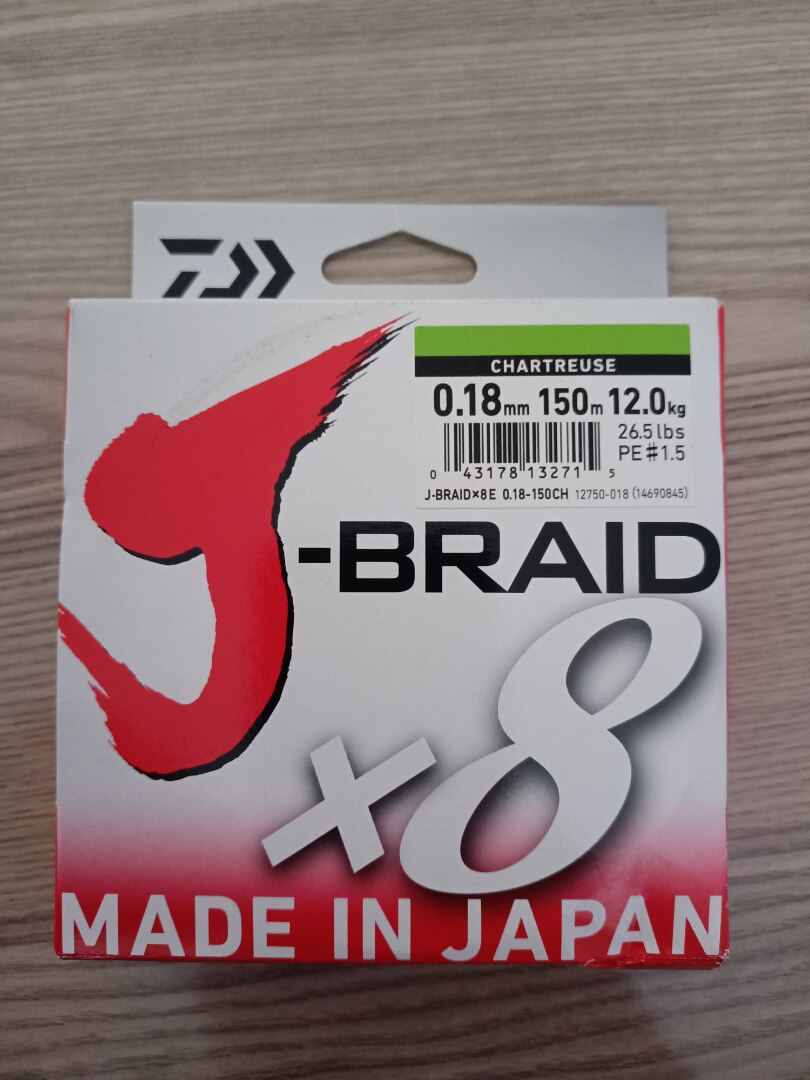 CHARTREUSE
0.18mm 150m 12.0kg
26.5 lbs
PE#1.5
0 43178 13271 5
J-BRAID×8E 0.18-150CH 12750-018 (14690845)
J-BRAID
×8
MADE IN JAPAN